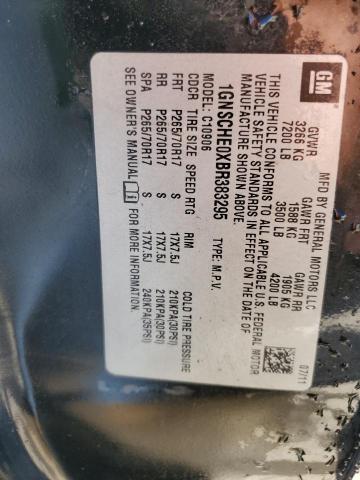 GM
MFD BY GENERAL MOTORS LLC 07/11
GVWR GAWR FRT GAWR RR
3266 KG 1588 KG 1905 KG
7200 LB 3500 LB 4200 LB
THIS VEHICLE CONFORMS TO ALL APPLICABLE U.S. FEDERAL MOTOR
VEHICLE SAFETY STANDARDS IN EFFECT ON THE DATE OF
MANUFACTURE SHOWN ABOVE.
1GNSCHE0XBR383295 TYPE: M.P.V.
MODEL: C10906
CDCR TIRE SIZE SPEED RTG RIM COLD TIRE PRESSURE
FRT P265/70R17 S 17X7.5J 210KPA(30PSI)
RR P265/70R17 S 17X7.5J 210KPA(30PSI)
SPA P265/70R17 S 17X7.5J 240KPA(35PSI)
SEE OWNER'S MANUAL FOR MORE INFORMATION.